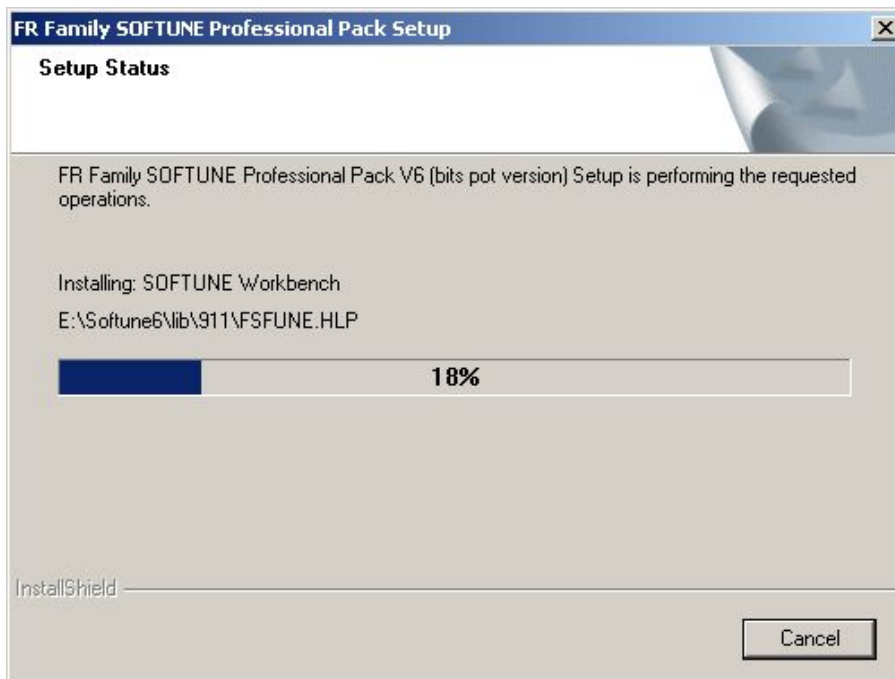 FR Family SOFTUNE Professional Pack Setup
Setup Status
FR Family SOFTUNE Professional Pack V6 (bits pot version) Setup is performing the requested
operations.
Installing: SOFTUNE Workbench
E:\Softune6\lib\911\FSFUNE.HLP
18%
InstallShield
Cancel